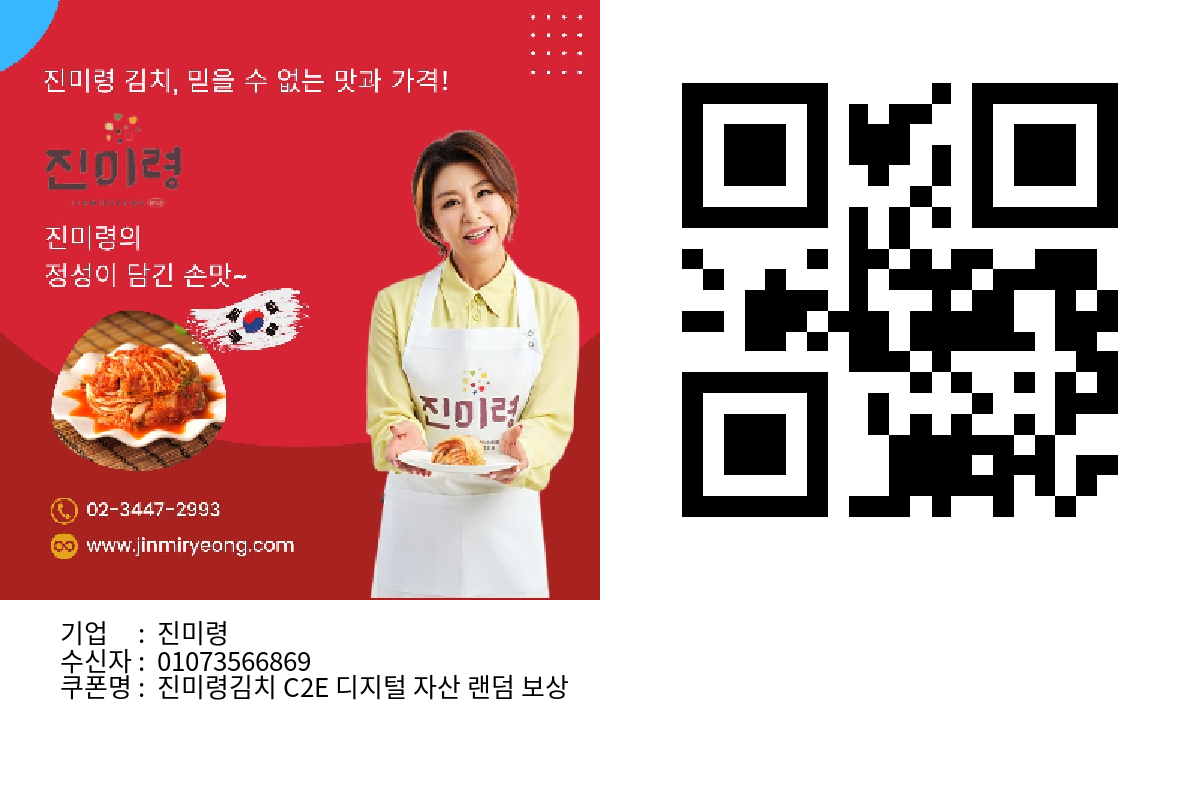 진미령 김치, 믿을 수 없는 맛과 가격!
진미령
진미령의
정성이 담긴 손맛~
진미령
02-3447-2993
www.jinmiryeong.com
기업 : 진미령
수신자 : 01073566869
쿠폰명 : 진미령김치 C2E 디지털 자산 랜덤 보상